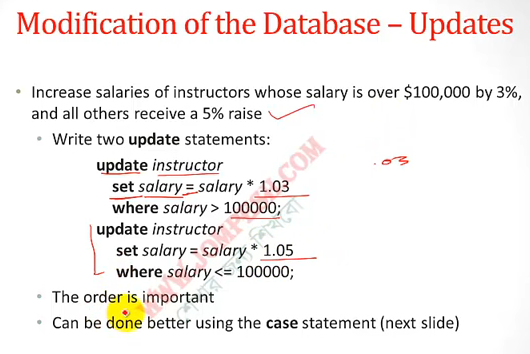 Modification of the Database – Updates
• Increase salaries of instructors whose salary is over $100,000 by 3%,
and all others receive a 5% raise
• Write two update statements:
update instructor
set salary = salary * 1.03
where salary > 100000;
.03
update instructor
set salary = salary * 1.05
where salary <= 100000;
• The order is important
• Can be done better using the case statement (next slide)